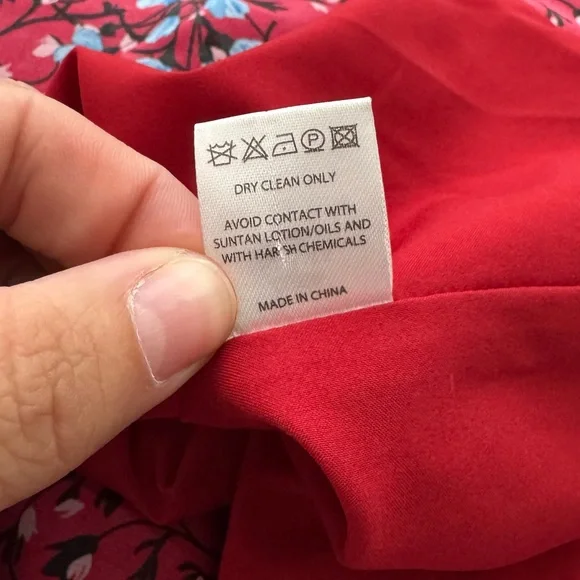 DRY CLEAN ONLY
AVOID CONTACT WITH
SUNTAN LOTION/OILS AND
WITH HARSH CHEMICALS
MADE IN CHINA